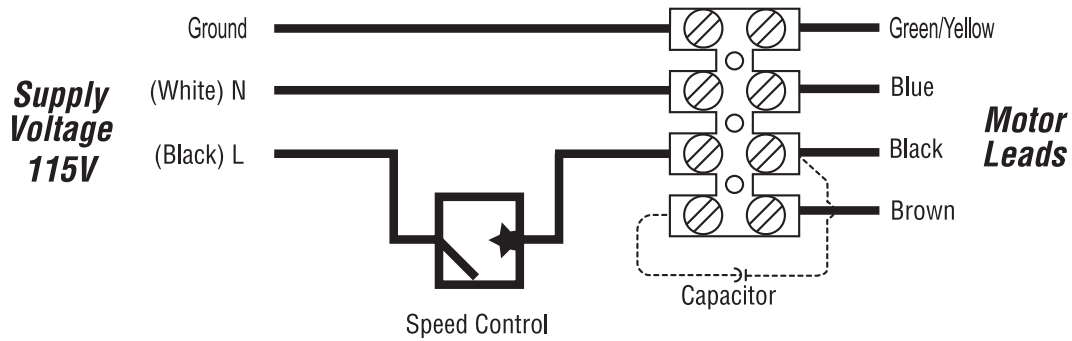 Ground
Green/Yellow
Supply
Voltage
115V
(White) N
Blue
(Black) L
Black
Motor
Leads
Brown
Capacitor
Speed Control